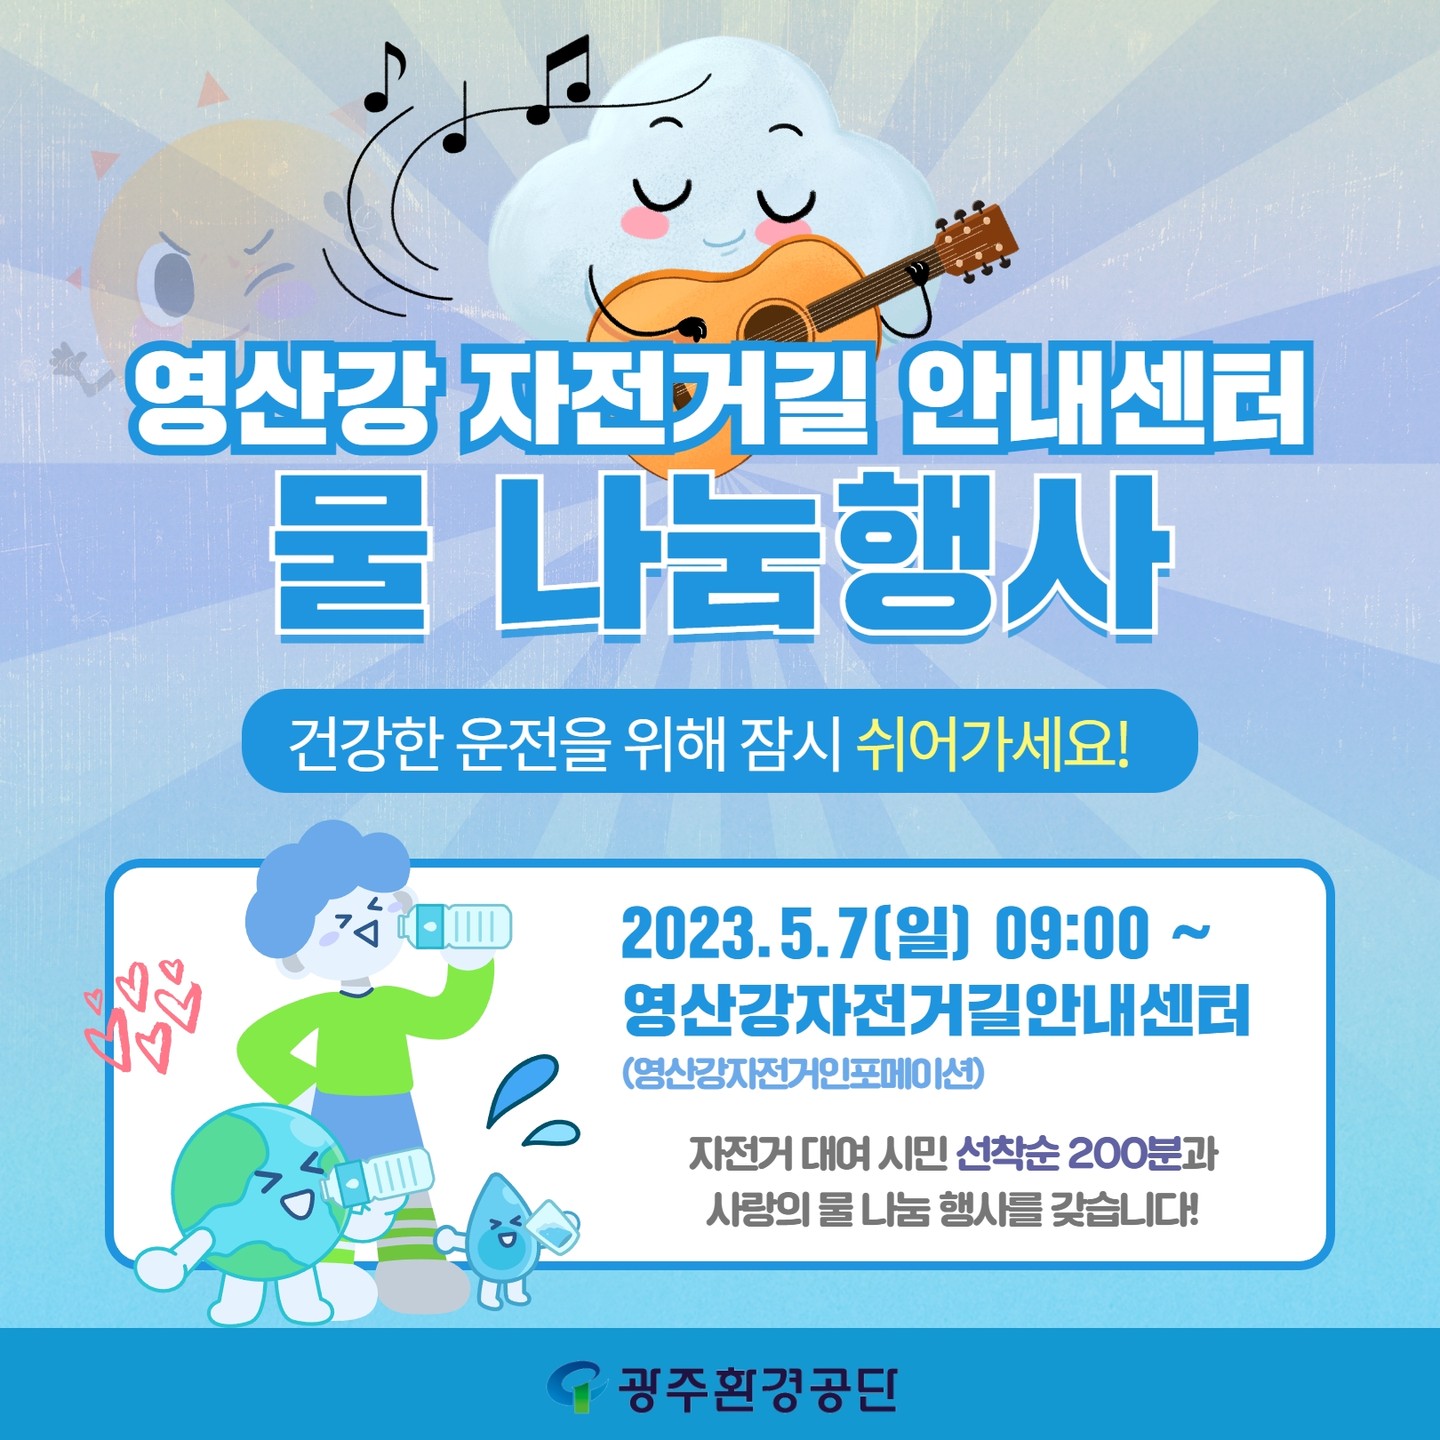 영산강 자전거길 안내센터
물 나눔행사
건강한 운전을 위해 잠시 쉬어가세요!
2023. 5. 7(일) 09:00 ~
영산강자전거길안내센터
(영산강자전거인포메이션)
자전거 대여 시민 선착순 200분과
사랑의 물 나눔 행사를 갖습니다!
광주환경공단